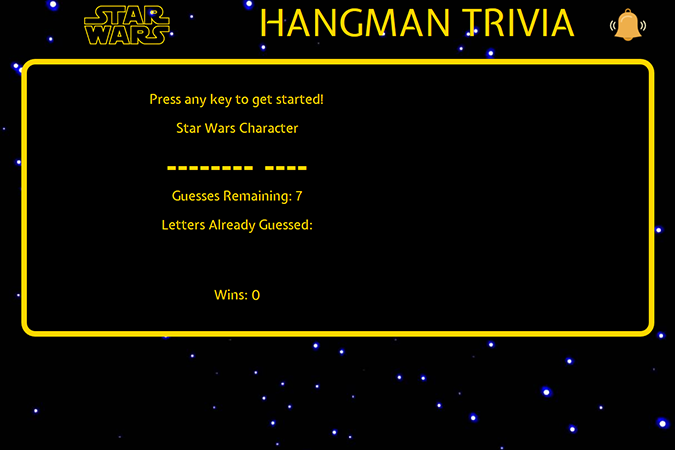 STAR
WARS
HANGMAN TRIVIA
Press any key to get started!
Star Wars Character
-------- ----
Guesses Remaining: 7
Letters Already Guessed:
Wins: 0